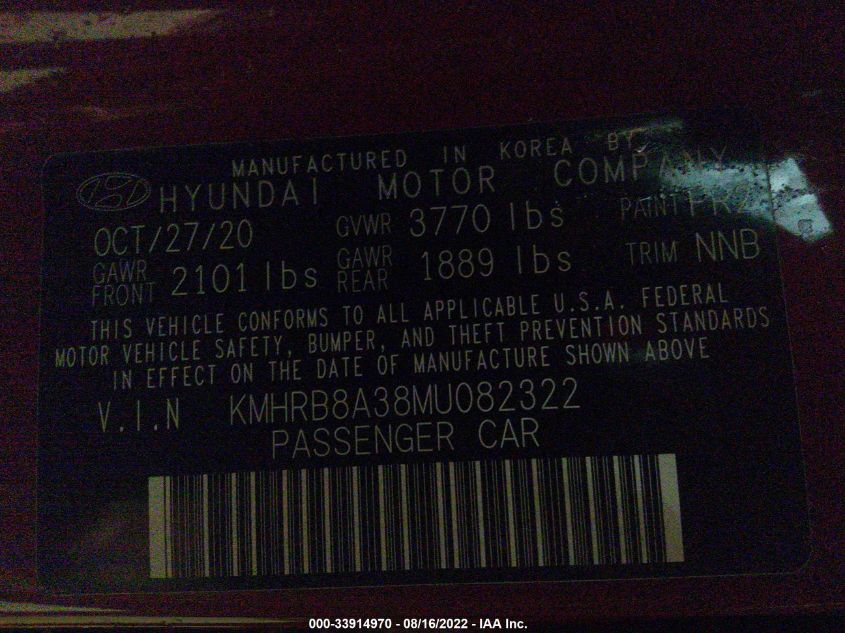 MANUFACTURED IN KOREA BY
HYUNDAI MOTOR COMPANY
OCT/27/20 GVWR 3770 lbs PAINT
GAWR FRONT 2101 lbs GAWR REAR 1889 lbs TRIM NNB
THIS VEHICLE CONFORMS TO ALL APPLICABLE U.S.A. FEDERAL
MOTOR VEHICLE SAFETY, BUMPER, AND THEFT PREVENTION STANDARDS
IN EFFECT ON THE DATE OF MANUFACTURE SHOWN ABOVE
V.I.N KMHRB8A38MU082322
PASSENGER CAR
000-33914970 - 08/16/2022 - IAA Inc.